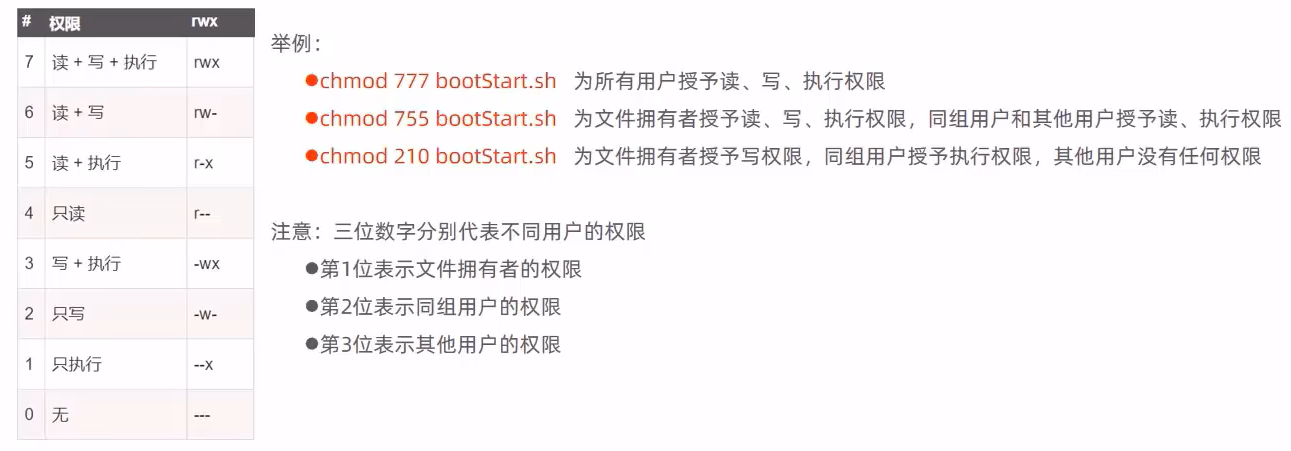 # 权限 rwx
7 读 + 写 + 执行 rwx
6 读 + 写 rw-
5 读 + 执行 r-x
4 只读 r--
3 写 + 执行 -wx
2 只写 -w-
1 只执行 --x
0 无 ---
举例：
●chmod 777 bootStart.sh 为所有用户授予读、写、执行权限
●chmod 755 bootStart.sh 为文件拥有者授予读、写、执行权限，同组用户和其他用户授予读、执行权限
●chmod 210 bootStart.sh 为文件拥有者授予写权限，同组用户授予执行权限，其他用户没有任何权限
注意：三位数字分别代表不同用户的权限
●第1位表示文件拥有者的权限
●第2位表示同组用户的权限
●第3位表示其他用户的权限